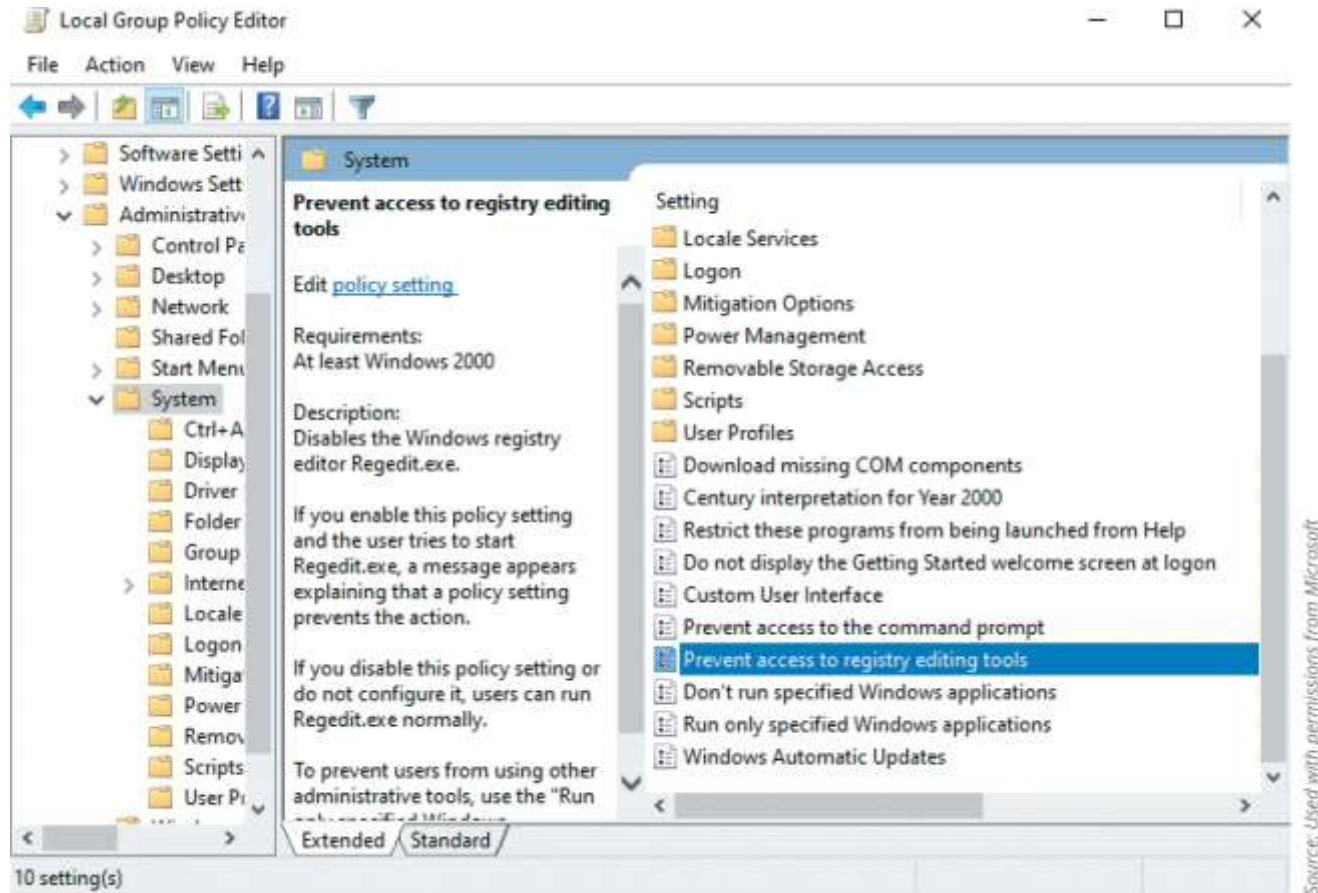 Local Group Policy Editor
File Action View Help
Software Setti
Windows Sett
Administrativ
Control Pa
Desktop
Network
Shared Fol
Start Menu
System
Ctrl+A
Display
Driver
Folder
Group
Interne
Locale
Logon
Mitiga
Power
Remov
Scripts
User Pr
System
Prevent access to registry editing
tools
Edit policy setting
Requirements:
At least Windows 2000
Description:
Disables the Windows registry
editor Regedit.exe.
If you enable this policy setting
and the user tries to start
Regedit.exe, a message appears
explaining that a policy setting
prevents the action.
If you disable this policy setting or
do not configure it, users can run
Regedit.exe normally.
To prevent users from using other
administrative tools, use the "Run
only specified Windows
Setting
Locale Services
Logon
Mitigation Options
Power Management
Removable Storage Access
Scripts
User Profiles
Download missing COM components
Century interpretation for Year 2000
Restrict these programs from being launched from Help
Do not display the Getting Started welcome screen at logon
Custom User Interface
Prevent access to the command prompt
Prevent access to registry editing tools
Don't run specified Windows applications
Run only specified Windows applications
Windows Automatic Updates
Extended Standard
10 setting(s)
Source: Used with permissions from Microsoft